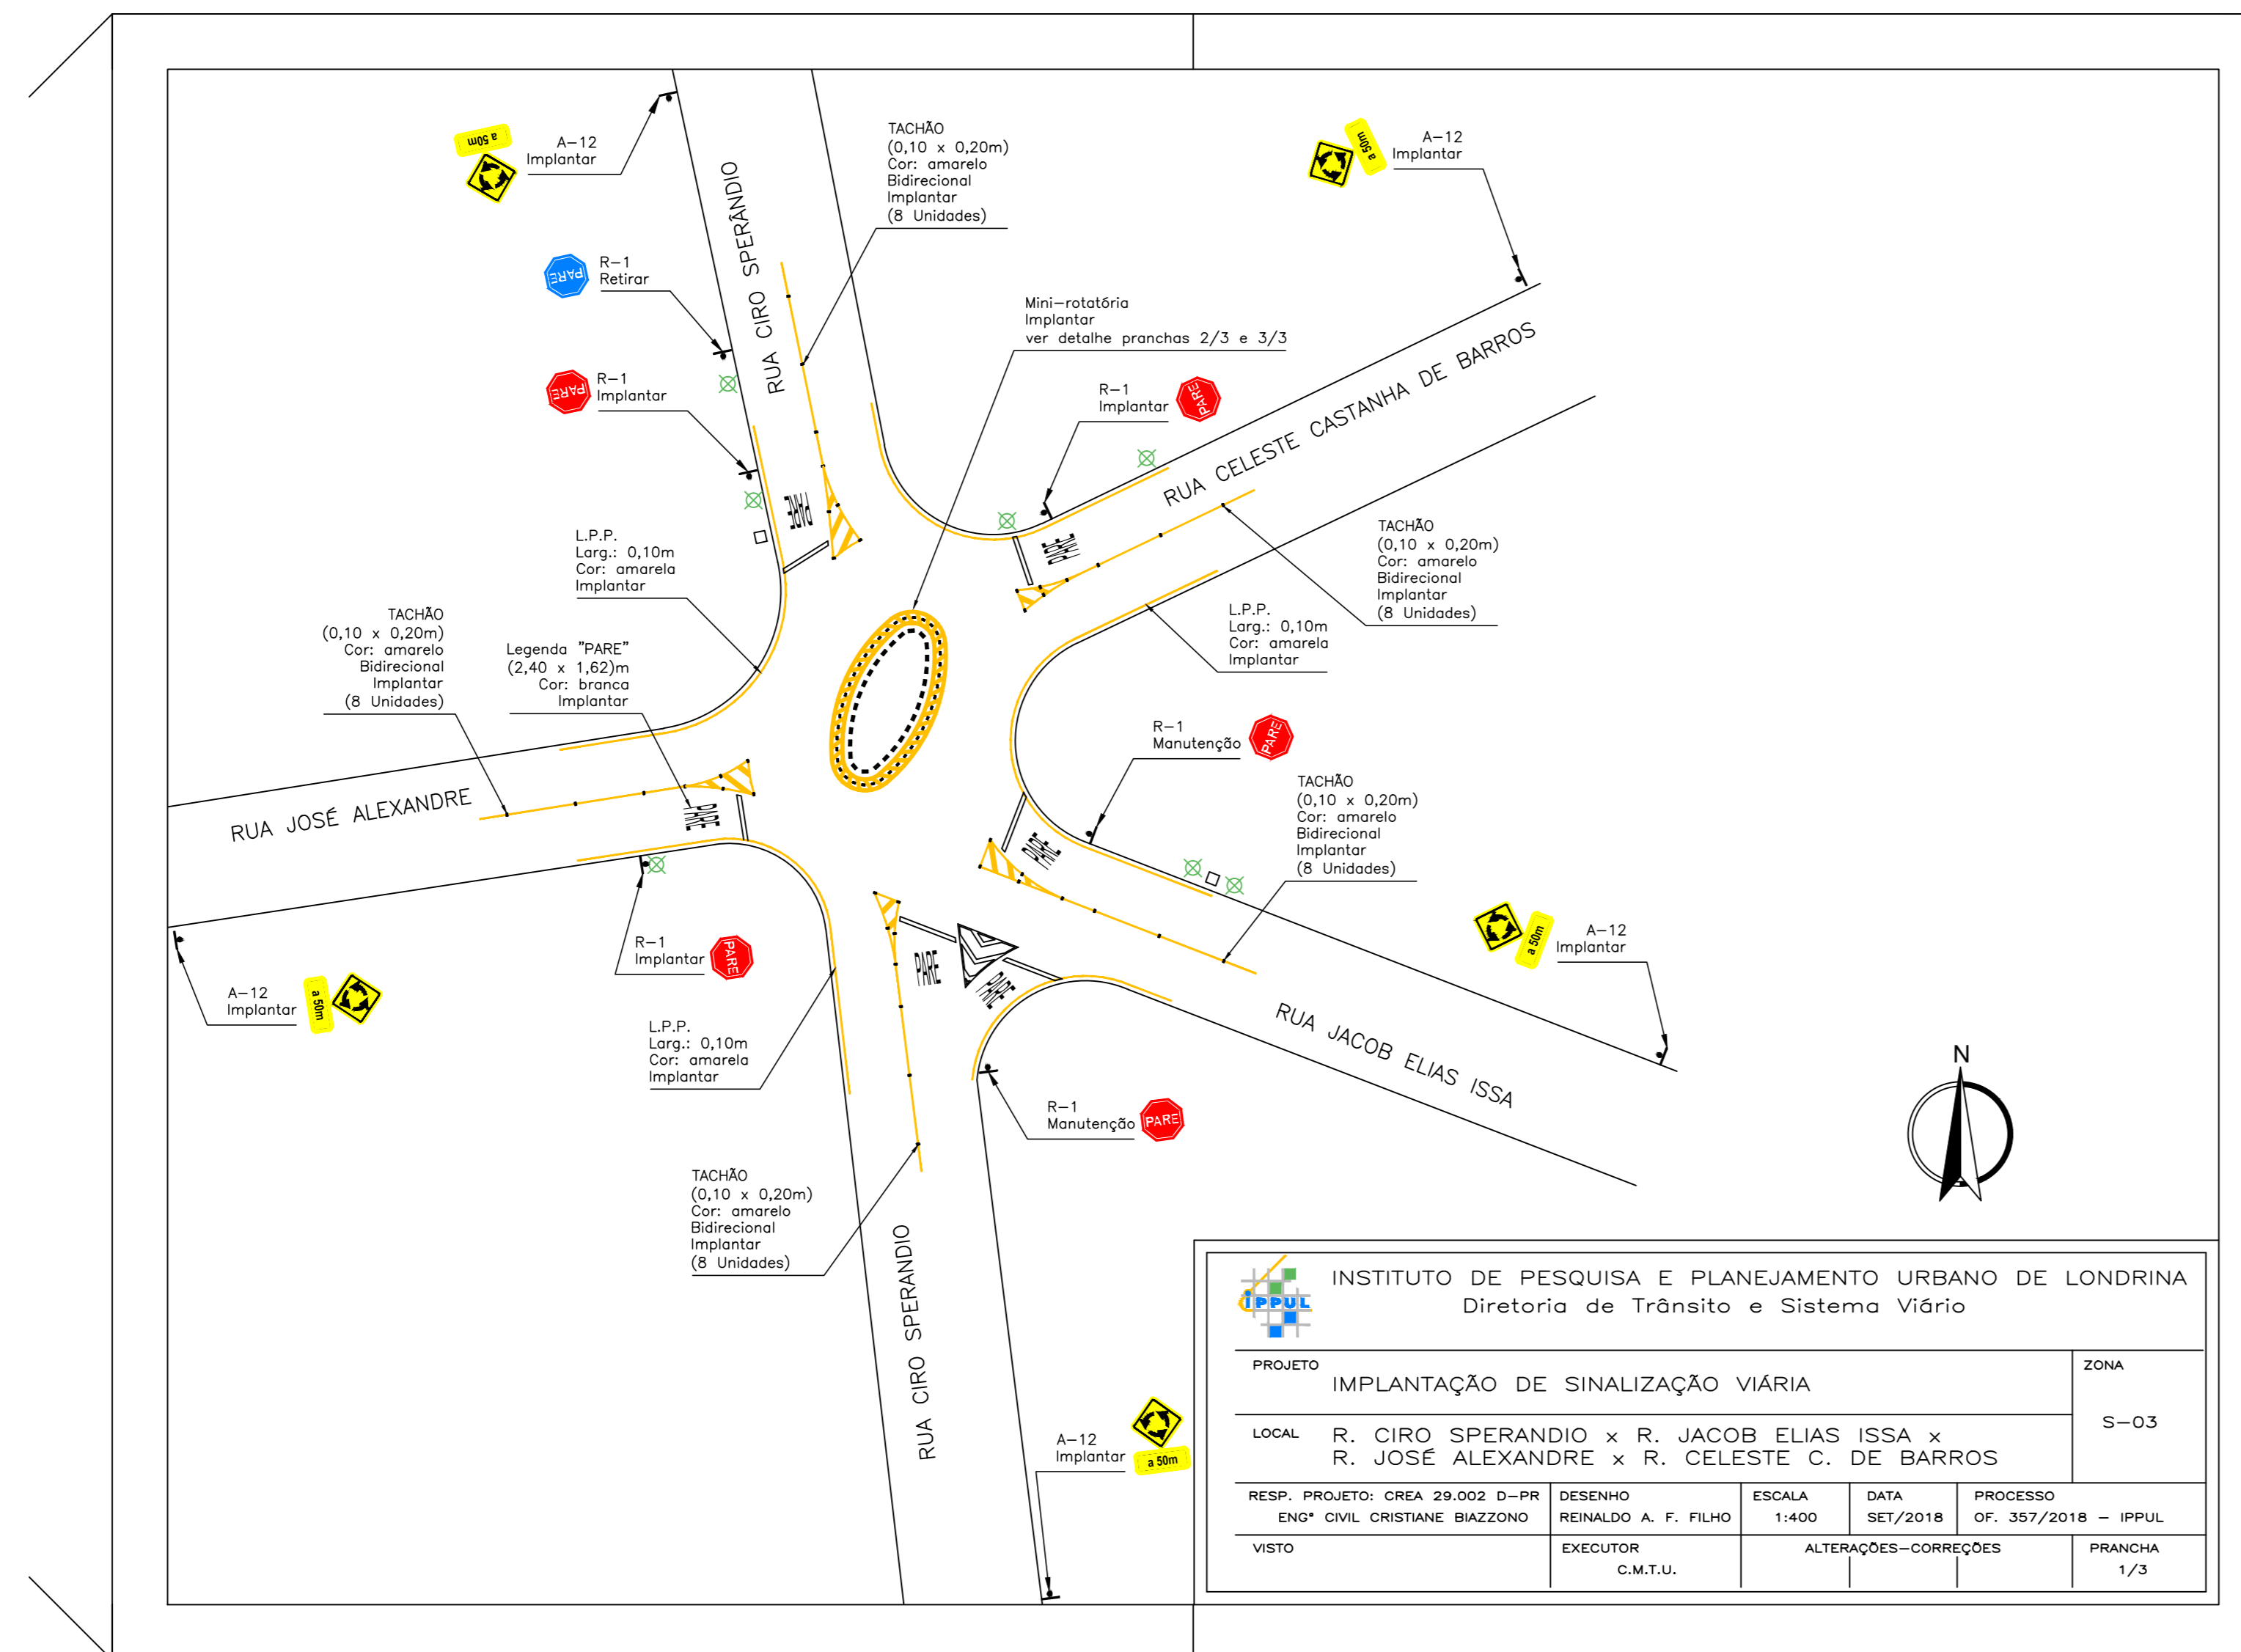 a 50m
A-12
Implantar
TACHÃO
(0,10 x 0,20m)
Cor: amarelo
Bidirecional
Implantar
(8 Unidades)
a 50m
A-12
Implantar
RUA CIRO SPERANDIO
PARE
R-1
Retirar
PARE
R-1
Implantar
Mini-rotatória
Implantar
ver detalhe pranchas 2/3 e 3/3
R-1
Implantar
PARE
RUA CELESTE CASTANHA DE BARROS
PARE
PARE
L.P.P.
Larg.: 0,10m
Cor: amarela
Implantar
TACHÃO
(0,10 x 0,20m)
Cor: amarelo
Bidirecional
Implantar
(8 Unidades)
TACHÃO
(0,10 x 0,20m)
Cor: amarelo
Bidirecional
Implantar
(8 Unidades)
Legenda "PARE"
(2,40 x 1,62)m
Cor: branca
Implantar
L.P.P.
Larg.: 0,10m
Cor: amarela
Implantar
R-1
Manutenção
PARE
RUA JOSÉ ALEXANDRE
PARE
PARE
TACHÃO
(0,10 x 0,20m)
Cor: amarelo
Bidirecional
Implantar
(8 Unidades)
R-1
Implantar
PARE
PARE
PARE
a 50m
A-12
Implantar
A-12
Implantar
a 50m
L.P.P.
Larg.: 0,10m
Cor: amarela
Implantar
RUA JACOB ELIAS ISSA
R-1
Manutenção
PARE
N
TACHÃO
(0,10 x 0,20m)
Cor: amarelo
Bidirecional
Implantar
(8 Unidades)
RUA CIRO SPERANDIO
A-12
Implantar
a 50m
IPPUL
INSTITUTO DE PESQUISA E PLANEJAMENTO URBANO DE LONDRINA
Diretoria de Trânsito e Sistema Viário
PROJETO
IMPLANTAÇÃO DE SINALIZAÇÃO VIÁRIA
ZONA
S-03
LOCAL
R. CIRO SPERANDIO x R. JACOB ELIAS ISSA x
R. JOSÉ ALEXANDRE x R. CELESTE C. DE BARROS
RESP. PROJETO: CREA 29.002 D-PR
ENGª CIVIL CRISTIANE BIAZZONO
DESENHO
REINALDO A. F. FILHO
ESCALA
1:400
DATA
SET/2018
PROCESSO
OF. 357/2018 - IPPUL
VISTO
EXECUTOR
C.M.T.U.
ALTERAÇÕES-CORREÇÕES
PRANCHA
1/3